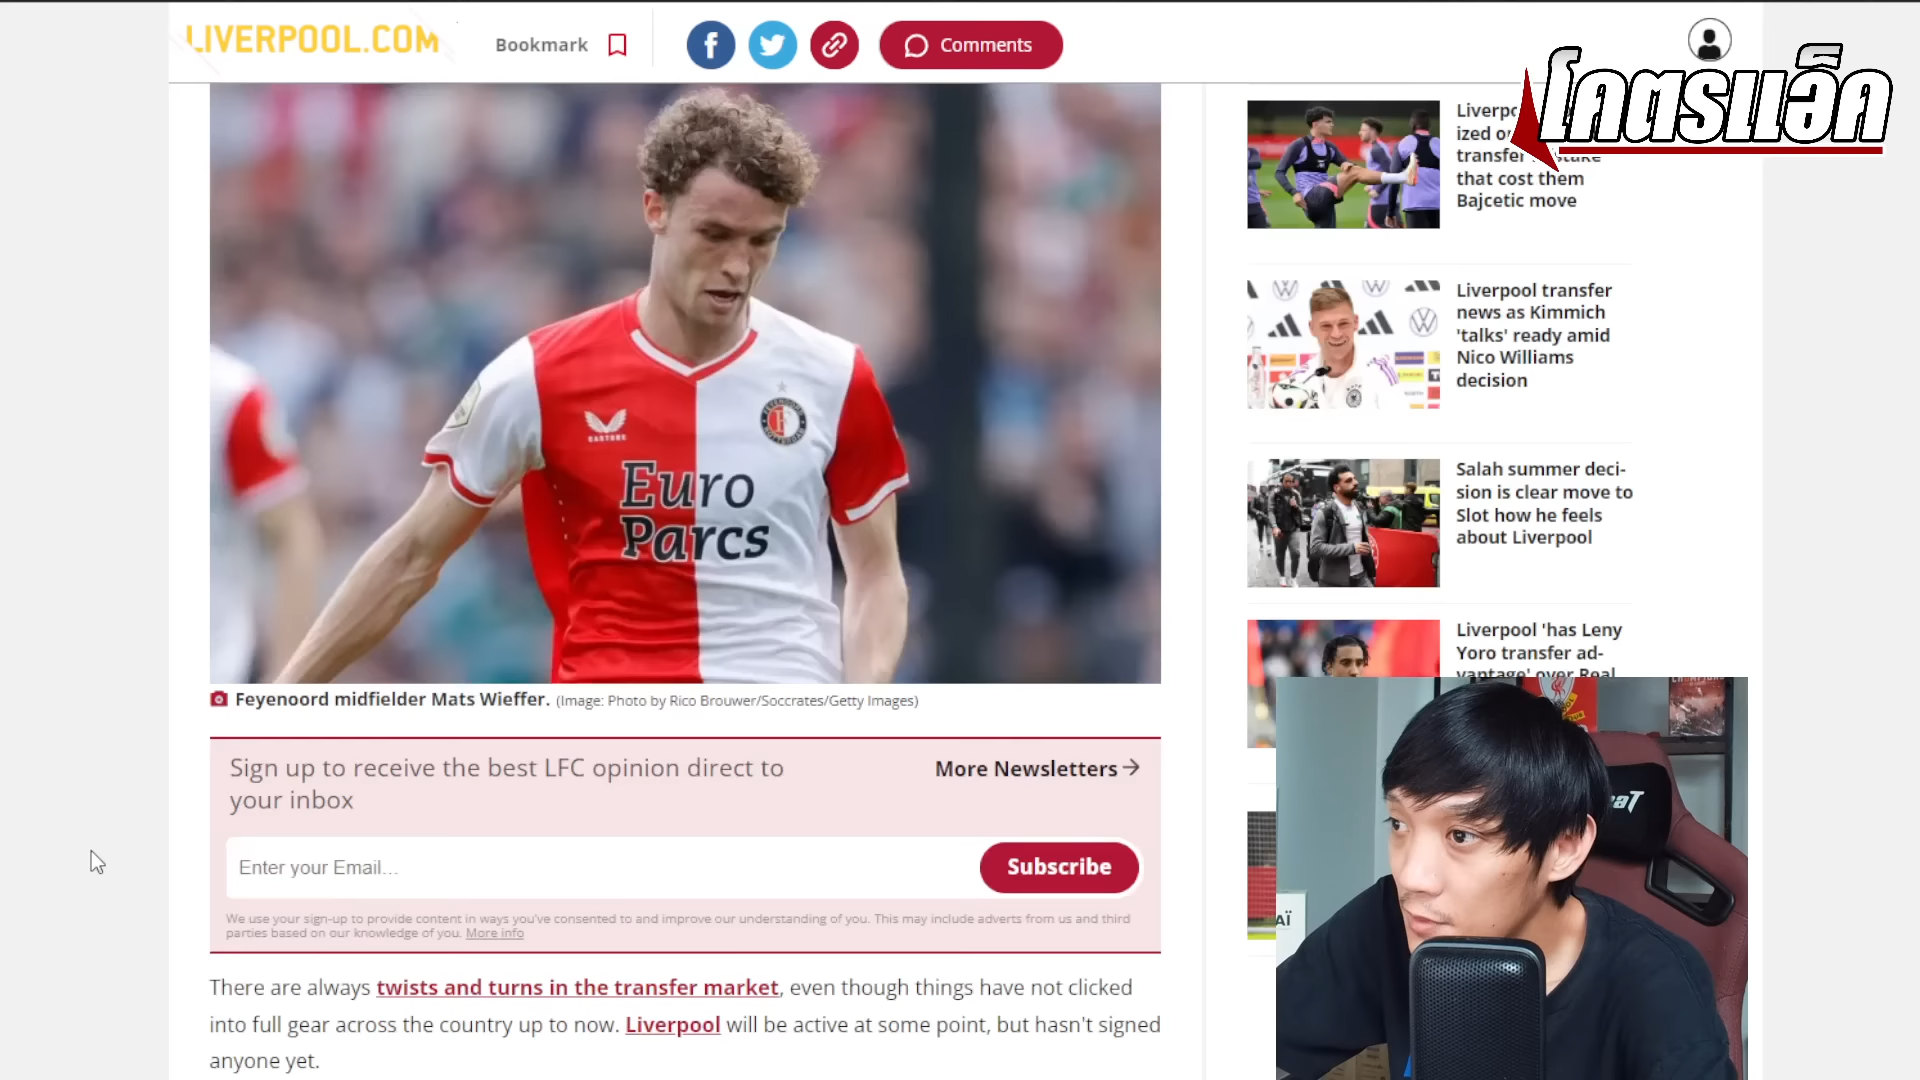 LIVERPOOL.COM
Bookmark
Comments
โคตรแอ็ค
that cost them
Bajcetic move
Liverpool transfer
news as Kimmich
'talks' ready amid
Nico Williams
decision
Salah summer deci-
sion is clear move to
Slot how he feels
about Liverpool
Liverpool 'has Leny
Yoro transfer ad-
vantage' over Real
Euro
Parcs
Feyenoord midfielder Mats Wieffer. (Image: Photo by Rico Brouwer/Soccrates/Getty Images)
Sign up to receive the best LFC opinion direct to
your inbox
More Newsletters
Enter your Email...
Subscribe
We use your sign-up to provide content in ways you've consented to and improve our understanding of you. This may include adverts from us and third
parties based on our knowledge of you. More info
There are always twists and turns in the transfer market, even though things have not clicked
into full gear across the country up to now. Liverpool will be active at some point, but hasn't signed
anyone yet.